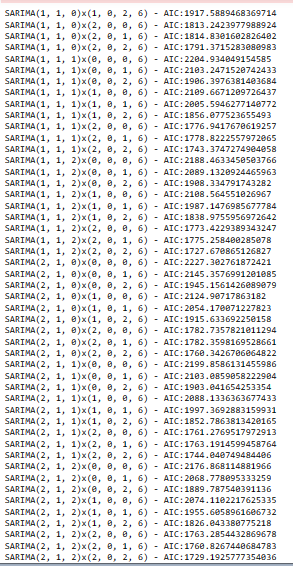 SARIMA(1, 1, 0)x(1, 0, 2, 6) - AIC:1917.5889468369714
SARIMA(1, 1, 0)x(2, 0, 0, 6) - AIC:1813.2423977988924
SARIMA(1, 1, 0)x(2, 0, 1, 6) - AIC:1814.8301602826402
SARIMA(1, 1, 0)x(2, 0, 2, 6) - AIC:1791.3715283080983
SARIMA(1, 1, 1)x(0, 0, 0, 6) - AIC:2204.934049154585
SARIMA(1, 1, 1)x(0, 0, 1, 6) - AIC:2103.2471520742433
SARIMA(1, 1, 1)x(0, 0, 2, 6) - AIC:1906.3976381403684
SARIMA(1, 1, 1)x(1, 0, 0, 6) - AIC:2109.6671209726437
SARIMA(1, 1, 1)x(1, 0, 1, 6) - AIC:2005.5946277140772
SARIMA(1, 1, 1)x(1, 0, 2, 6) - AIC:1856.077523655493
SARIMA(1, 1, 1)x(2, 0, 0, 6) - AIC:1776.9417670619257
SARIMA(1, 1, 1)x(2, 0, 1, 6) - AIC:1778.8222557972065
SARIMA(1, 1, 1)x(2, 0, 2, 6) - AIC:1743.3747274904058
SARIMA(1, 1, 2)x(0, 0, 0, 6) - AIC:2188.4633450503766
SARIMA(1, 1, 2)x(0, 0, 1, 6) - AIC:2089.1320924465963
SARIMA(1, 1, 2)x(0, 0, 2, 6) - AIC:1908.334791743282
SARIMA(1, 1, 2)x(1, 0, 0, 6) - AIC:2108.564551026967
SARIMA(1, 1, 2)x(1, 0, 1, 6) - AIC:1987.1476985677784
SARIMA(1, 1, 2)x(1, 0, 2, 6) - AIC:1838.9755956972642
SARIMA(1, 1, 2)x(2, 0, 0, 6) - AIC:1773.4229389343247
SARIMA(1, 1, 2)x(2, 0, 1, 6) - AIC:1775.258400285078
SARIMA(1, 1, 2)x(2, 0, 2, 6) - AIC:1727.670865126827
SARIMA(2, 1, 0)x(0, 0, 0, 6) - AIC:2227.302761872421
SARIMA(2, 1, 0)x(0, 0, 1, 6) - AIC:2145.3576991201085
SARIMA(2, 1, 0)x(0, 0, 2, 6) - AIC:1945.1561426089079
SARIMA(2, 1, 0)x(1, 0, 0, 6) - AIC:2124.90717863182
SARIMA(2, 1, 0)x(1, 0, 1, 6) - AIC:2054.170071227823
SARIMA(2, 1, 0)x(1, 0, 2, 6) - AIC:1915.633692250158
SARIMA(2, 1, 0)x(2, 0, 0, 6) - AIC:1782.7357821011294
SARIMA(2, 1, 0)x(2, 0, 1, 6) - AIC:1782.3598169528661
SARIMA(2, 1, 0)x(2, 0, 2, 6) - AIC:1760.3426706064822
SARIMA(2, 1, 1)x(0, 0, 0, 6) - AIC:2199.8586131455986
SARIMA(2, 1, 1)x(0, 0, 1, 6) - AIC:2103.0859058222904
SARIMA(2, 1, 1)x(0, 0, 2, 6) - AIC:1903.041654253354
SARIMA(2, 1, 1)x(1, 0, 0, 6) - AIC:2088.1336363677433
SARIMA(2, 1, 1)x(1, 0, 1, 6) - AIC:1997.3692883159931
SARIMA(2, 1, 1)x(1, 0, 2, 6) - AIC:1852.7863813420165
SARIMA(2, 1, 1)x(2, 0, 0, 6) - AIC:1761.2769517972913
SARIMA(2, 1, 1)x(2, 0, 1, 6) - AIC:1763.1914599458764
SARIMA(2, 1, 1)x(2, 0, 2, 6) - AIC:1744.040749484406
SARIMA(2, 1, 2)x(0, 0, 0, 6) - AIC:2176.868114881966
SARIMA(2, 1, 2)x(0, 0, 1, 6) - AIC:2068.778095333259
SARIMA(2, 1, 2)x(0, 0, 2, 6) - AIC:1889.787540391136
SARIMA(2, 1, 2)x(1, 0, 0, 6) - AIC:2074.1102217625335
SARIMA(2, 1, 2)x(1, 0, 1, 6) - AIC:1955.6058961606732
SARIMA(2, 1, 2)x(1, 0, 2, 6) - AIC:1826.043380775218
SARIMA(2, 1, 2)x(2, 0, 0, 6) - AIC:1763.2854432869678
SARIMA(2, 1, 2)x(2, 0, 1, 6) - AIC:1760.8267440684783
SARIMA(2, 1, 2)x(2, 0, 2, 6) - AIC:1729.1925777354036